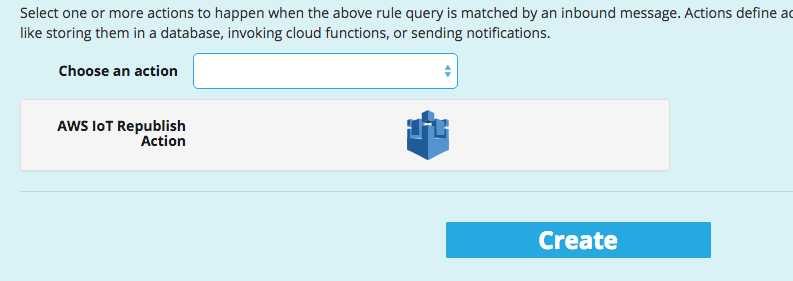 Select one or more actions to happen when the above rule query is matched by an inbound message. Actions define
like storing them in a database, invoking cloud functions, or sending notifications.
Choose an action
AWS IoT Republish
Action
Create